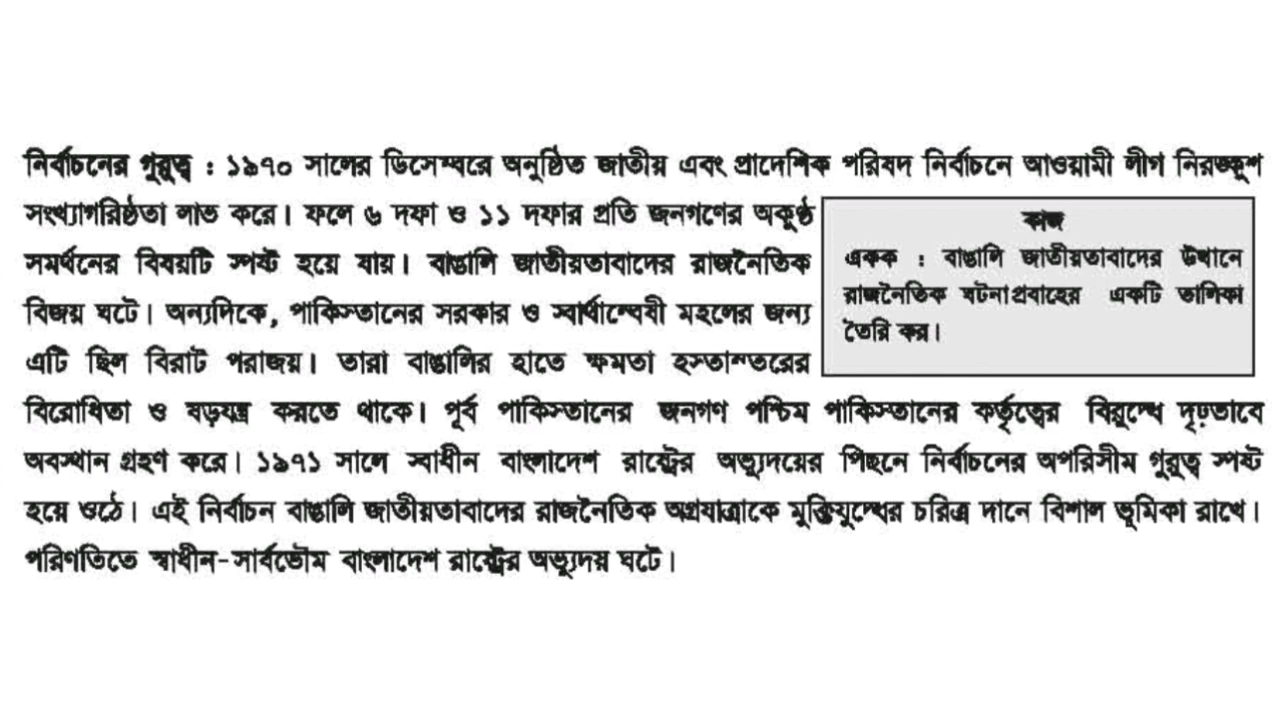 নির্বাচনের গুরুত্ব : ১৯৭০ সালের ডিসেম্বরে অনুষ্ঠিত জাতীয় এবং প্রাদেশিক পরিষদ নির্বাচনে আওয়ামী লীগ নিরঙ্কুশ
সংখ্যাগরিষ্ঠতা লাভ করে। ফলে ৬ দফা ও ১১ দফার প্রতি জনগণের অকুণ্ঠ
সমর্থনের বিষয়টি স্পষ্ট হয়ে যায়। বাঙালি জাতীয়তাবাদের রাজনৈতিক
বিজয় ঘটে। অন্যদিকে, পাকিস্তানের সরকার ও স্বার্থান্বেষী মহলের জন্য
এটি ছিল বিরাট পরাজয়। তারা বাঙালির হাতে ক্ষমতা হস্তান্তরের
বিরোধিতা ও ষড়যন্ত্র করতে থাকে। পূর্ব পাকিস্তানের জনগণ পশ্চিম পাকিস্তানের কর্তৃত্বের বিরুদ্ধে দৃঢ়ভাবে
অবস্থান গ্রহণ করে। ১৯৭১ সালে স্বাধীন বাংলাদেশ রাষ্ট্রের অভ্যুদয়ের পিছনে নির্বাচনের অপরিসীম গুরুত্ব স্পষ্ট
হয়ে ওঠে। এই নির্বাচন বাঙালি জাতীয়তাবাদের রাজনৈতিক অগ্রযাত্রাকে মুক্তিযুদ্ধের চরিত্র দানে বিশাল ভূমিকা রাখে।
পরিণতিতে স্বাধীন-সার্বভৌম বাংলাদেশ রাষ্ট্রের অভ্যুদয় ঘটে।
কাজ
একক : বাঙালি জাতীয়তাবাদের উত্থানে
রাজনৈতিক ঘটনাপ্রবাহের একটি তালিকা
তৈরি কর।